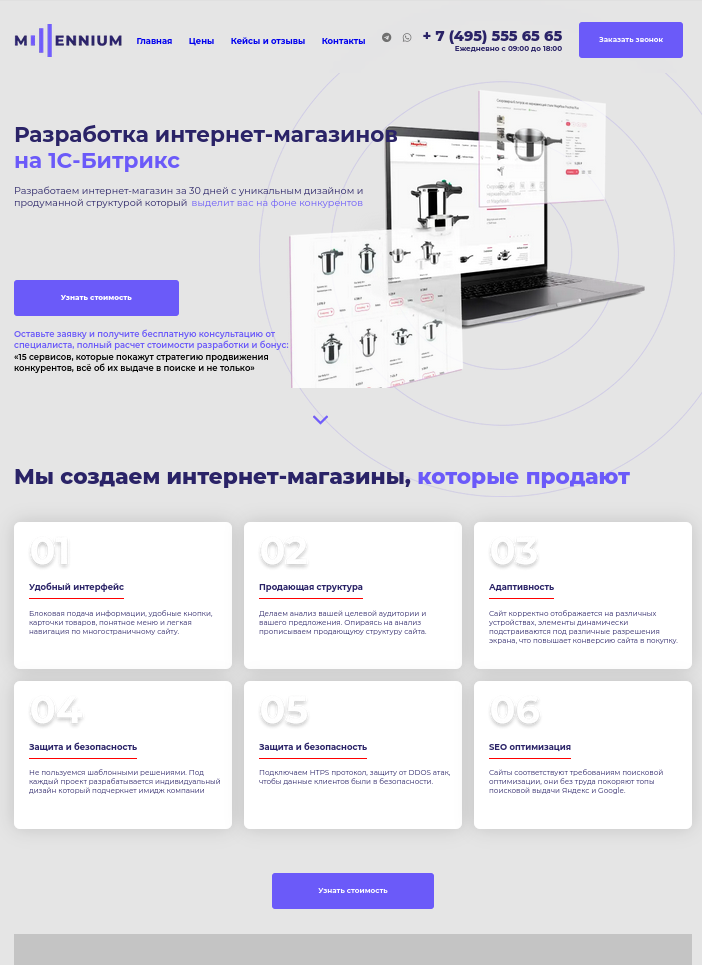 MILLENNIUM
Главная Цены Кейсы и отзывы Контакты
+ 7 (495) 555 65 65
Ежедневно с 09:00 до 18:00
Заказать звонок
Разработка интернет-магазинов
на 1С-Битрикс
Разработаем интернет-магазин за 30 дней с уникальным дизайном и
продуманной структурой который выделит вас на фоне конкурентов
Узнать стоимость
Оставьте заявку и получите бесплатную консультацию от
специалиста, полный расчет стоимости разработки и бонус:
«15 сервисов, которые покажут стратегию продвижения
конкурентов, всё об их выдаче в поиске и не только»
Мы создаем интернет-магазины, которые продают
01
Удобный интерфейс
Блоковая подача информации, удобные кнопки,
карточки товаров, понятное меню и легкая
навигация по многостраничному сайту.
02
Продающая структура
Делаем анализ вашей целевой аудитории и
вашего предложения. Опираясь на анализ
прописываем продающуюу структуру сайта.
03
Адаптивность
Сайт корректно отображается на различных
устройствах, элементы динамически
подстраиваются под различные разрешения
экрана, что повышает конверсию сайта в покупку.
04
Защита и безопасность
Не пользуемся шаблонными решениями. Под
каждый проект разрабатывается индивидуальный
дизайн который подчеркнет имидж компании
05
Защита и безопасность
Подключаем HTPS протокол, защиту от DDOS атак,
чтобы данные клиентов были в безопасности.
06
SEO оптимизация
Сайты соответствуют требованиям поисковой
оптимизации, они без труда покоряют топы
поисковой выдачи Яндекс и Google.
Узнать стоимость